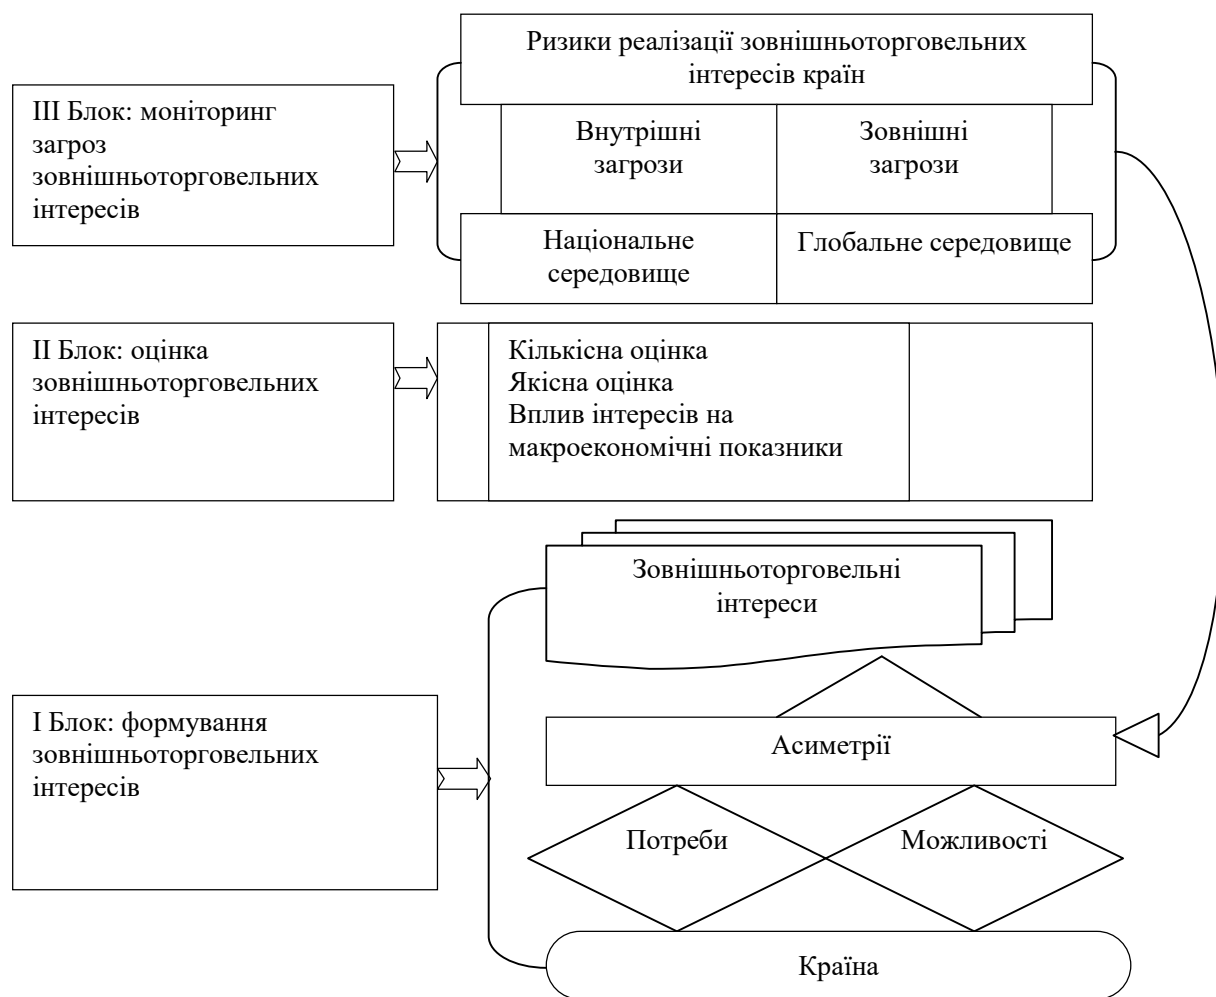 Ризики реалізації зовнішньоторговельних
інтересів країн
ІІІ Блок: моніторинг
загроз
зовнішньоторговельних
інтересів
Внутрішні
загрози
Зовнішні
загрози
Національне
середовище
Глобальне середовище
ІІ Блок: оцінка
зовнішньоторговельних
інтересів
Кількісна оцінка
Якісна оцінка
Вплив інтересів на
макроекономічні показники
Зовнішньоторговельні
інтереси
І Блок: формування
зовнішньоторговельних
інтересів
Асиметрії
Потреби
Можливості
Країна